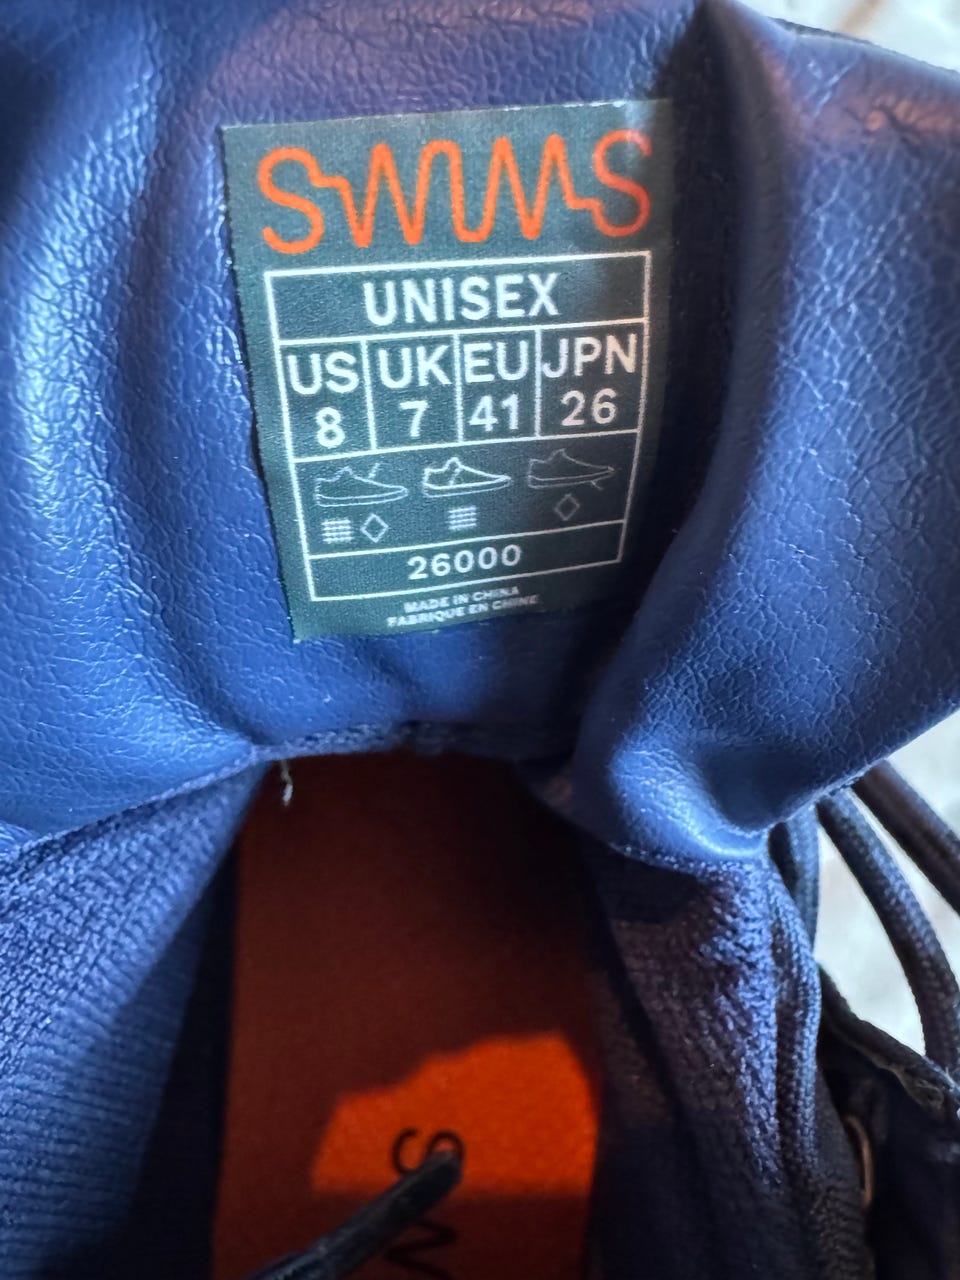 SWIMS
UNISEX
US UK EU JPN
8 7 41 26
26000
MADE IN CHINA
FABRIQUE EN CHINE